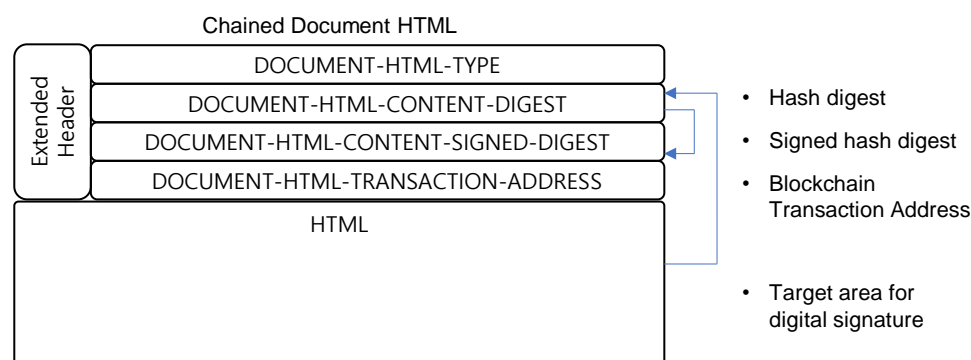 Chained Document HTML
Extended
Header
DOCUMENT-HTML-TYPE
DOCUMENT-HTML-CONTENT-DIGEST
DOCUMENT-HTML-CONTENT-SIGNED-DIGEST
DOCUMENT-HTML-TRANSACTION-ADDRESS
HTML
• Hash digest
• Signed hash digest
• Blockchain
Transaction Address
• Target area for
digital signature